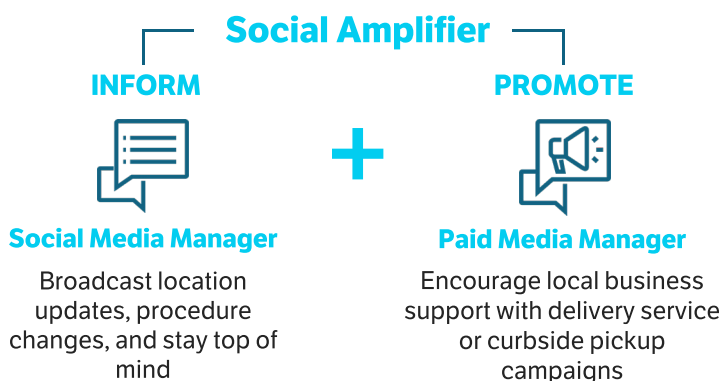 Social Amplifier
INFORM
PROMOTE
Social Media Manager
Broadcast location
updates, procedure
changes, and stay top of
mind
Paid Media Manager
Encourage local business
support with delivery service
or curbside pickup
campaigns